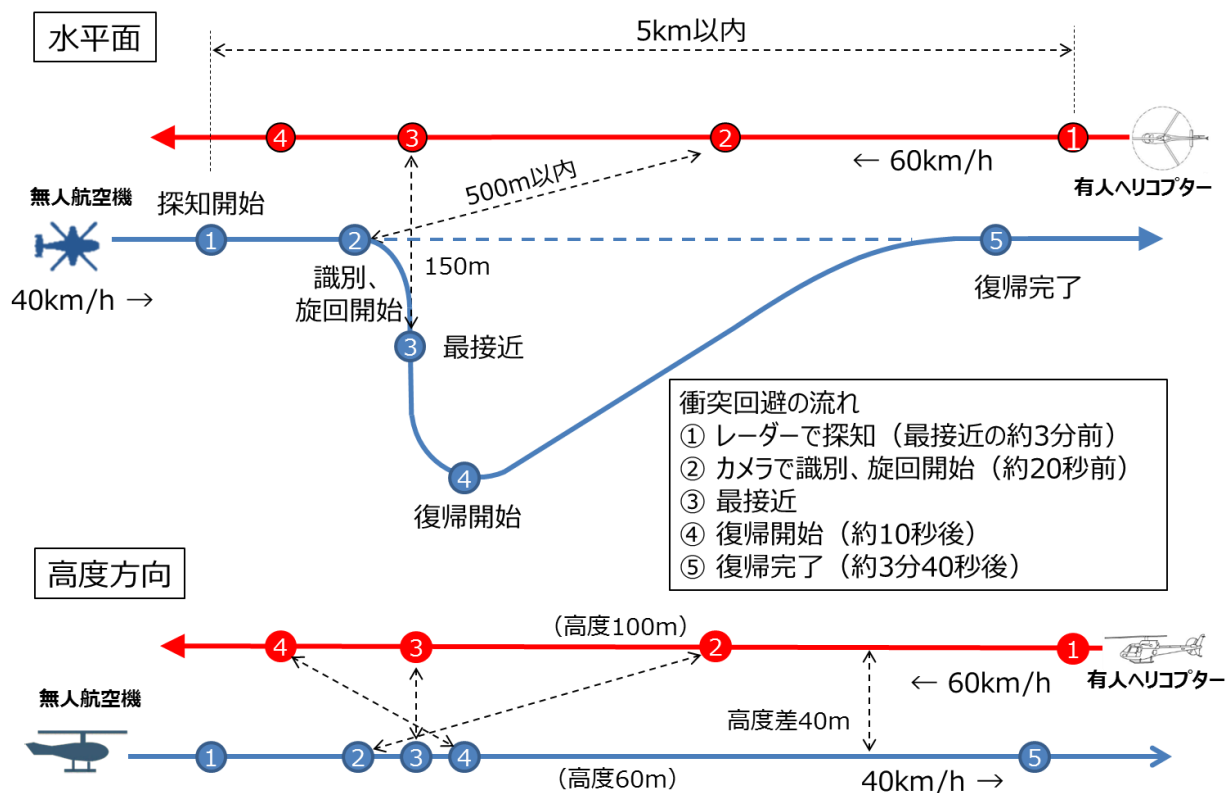 水平面
5km以内
④ ③ ② ①
← 60km/h
有人ヘリコプター
500m以内
無人航空機
探知開始
① ② ⑤
40km/h →
識別、
旋回開始
150m
復帰完了
③ 最接近
④
復帰開始
衝突回避の流れ
① レーダーで探知（最接近の約3分前）
② カメラで識別、旋回開始（約20秒前）
③ 最接近
④ 復帰開始（約10秒後）
⑤ 復帰完了（約3分40秒後）
高度方向
（高度100m）
④ ③ ② ①
← 60km/h
有人ヘリコプター
無人航空機
高度差40m
① ② ③ ④ ⑤
（高度60m）
40km/h →